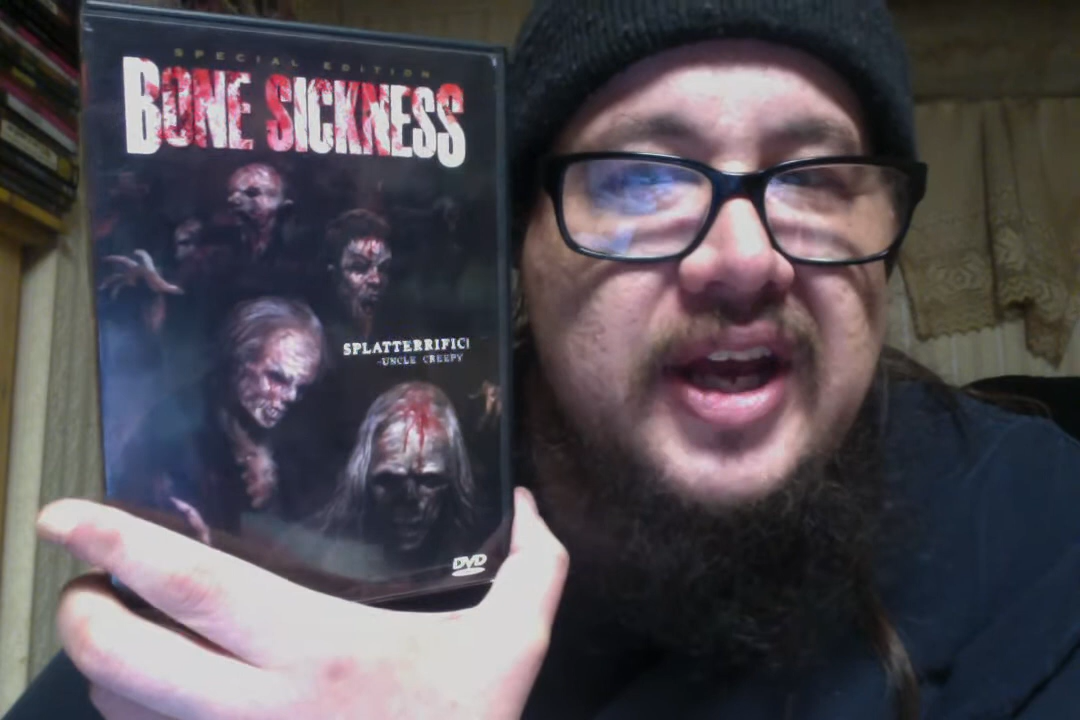 SPECIAL EDITION
BONE SICKNESS
SPLATTERRIFIC!
-UNCLE CREEPY
DVD